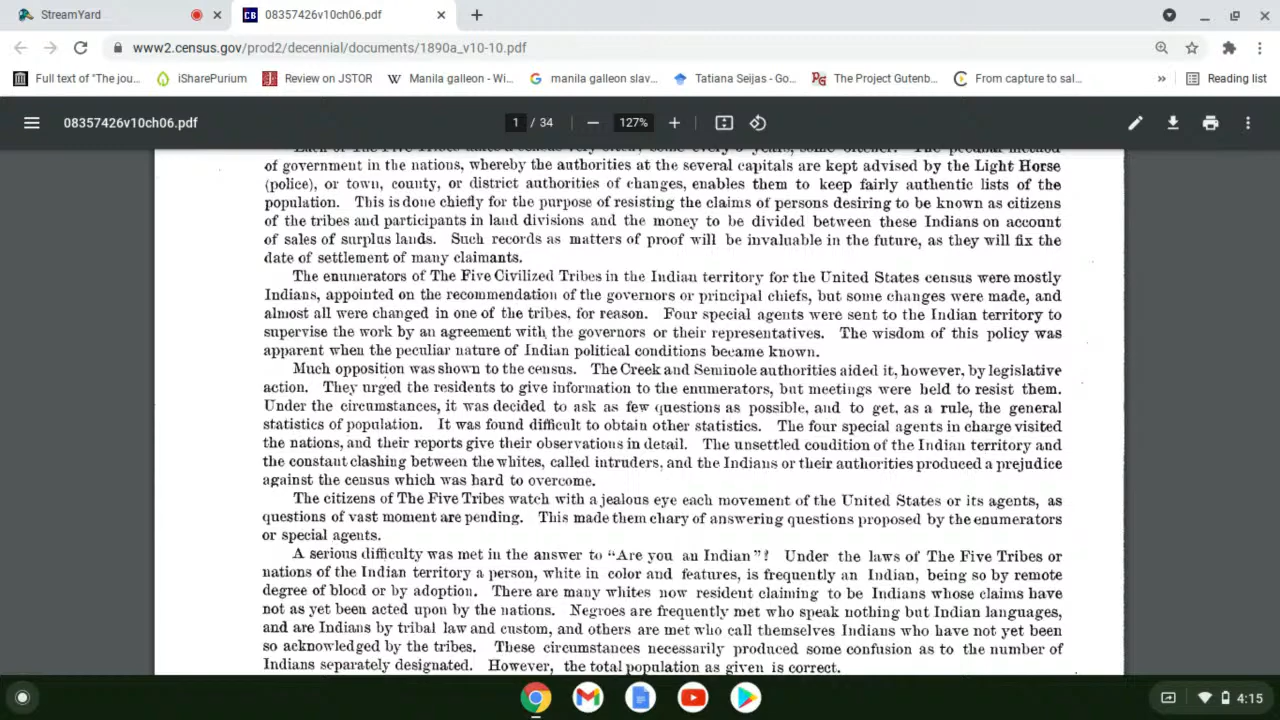 StreamYard
08357426v10ch06.pdf
www2.census.gov/prod2/decennial/documents/1890a_v10-10.pdf
Full text of "The jou... iSharePurium Review on JSTOR Manila galleon - Wi... manila galleon slav... Tatiana Seijas - Go... The Project Gutenb... From capture to sal... » Reading list
08357426v10ch06.pdf 1 / 34 127%
of government in the nations, whereby the authorities at the several capitals are kept advised by the Light Horse
(police), or town, county, or district authorities of changes, enables them to keep fairly authentic lists of the
population. This is done chiefly for the purpose of resisting the claims of persons desiring to be known as citizens
of the tribes and participants in land divisions and the money to be divided between these Indians on account
of sales of surplus lands. Such records as matters of proof will be invaluable in the future, as they will fix the
date of settlement of many claimants.
The enumerators of The Five Civilized Tribes in the Indian territory for the United States census were mostly
Indians, appointed on the recommendation of the governors or principal chiefs, but some changes were made, and
almost all were changed in one of the tribes, for reason. Four special agents were sent to the Indian territory to
supervise the work by an agreement with the governors or their representatives. The wisdom of this policy was
apparent when the peculiar nature of Indian political conditions became known.
Much opposition was shown to the census. The Creek and Seminole authorities aided it, however, by legislative
action. They urged the residents to give information to the enumerators, but meetings were held to resist them.
Under the circumstances, it was decided to ask as few questions as possible, and to get, as a rule, the general
statistics of population. It was found difficult to obtain other statistics. The four special agents in charge visited
the nations, and their reports give their observations in detail. The unsettled condition of the Indian territory and
the constant clashing between the whites, called intruders, and the Indians or their authorities produced a prejudice
against the census which was hard to overcome.
The citizens of The Five Tribes watch with a jealous eye each movement of the United States or its agents, as
questions of vast moment are pending. This made them chary of answering questions proposed by the enumerators
or special agents.
A serious difficulty was met in the answer to "Are you an Indian"? Under the laws of The Five Tribes or
nations of the Indian territory a person, white in color and features, is frequently an Indian, being so by remote
degree of blood or by adoption. There are many whites now resident claiming to be Indians whose claims have
not as yet been acted upon by the nations. Negroes are frequently met who speak nothing but Indian languages,
and are Indians by tribal law and custom, and others are met who call themselves Indians who have not yet been
so acknowledged by the tribes. These circumstances necessarily produced some confusion as to the number of
Indians separately designated. However, the total population as given is correct.
4:15